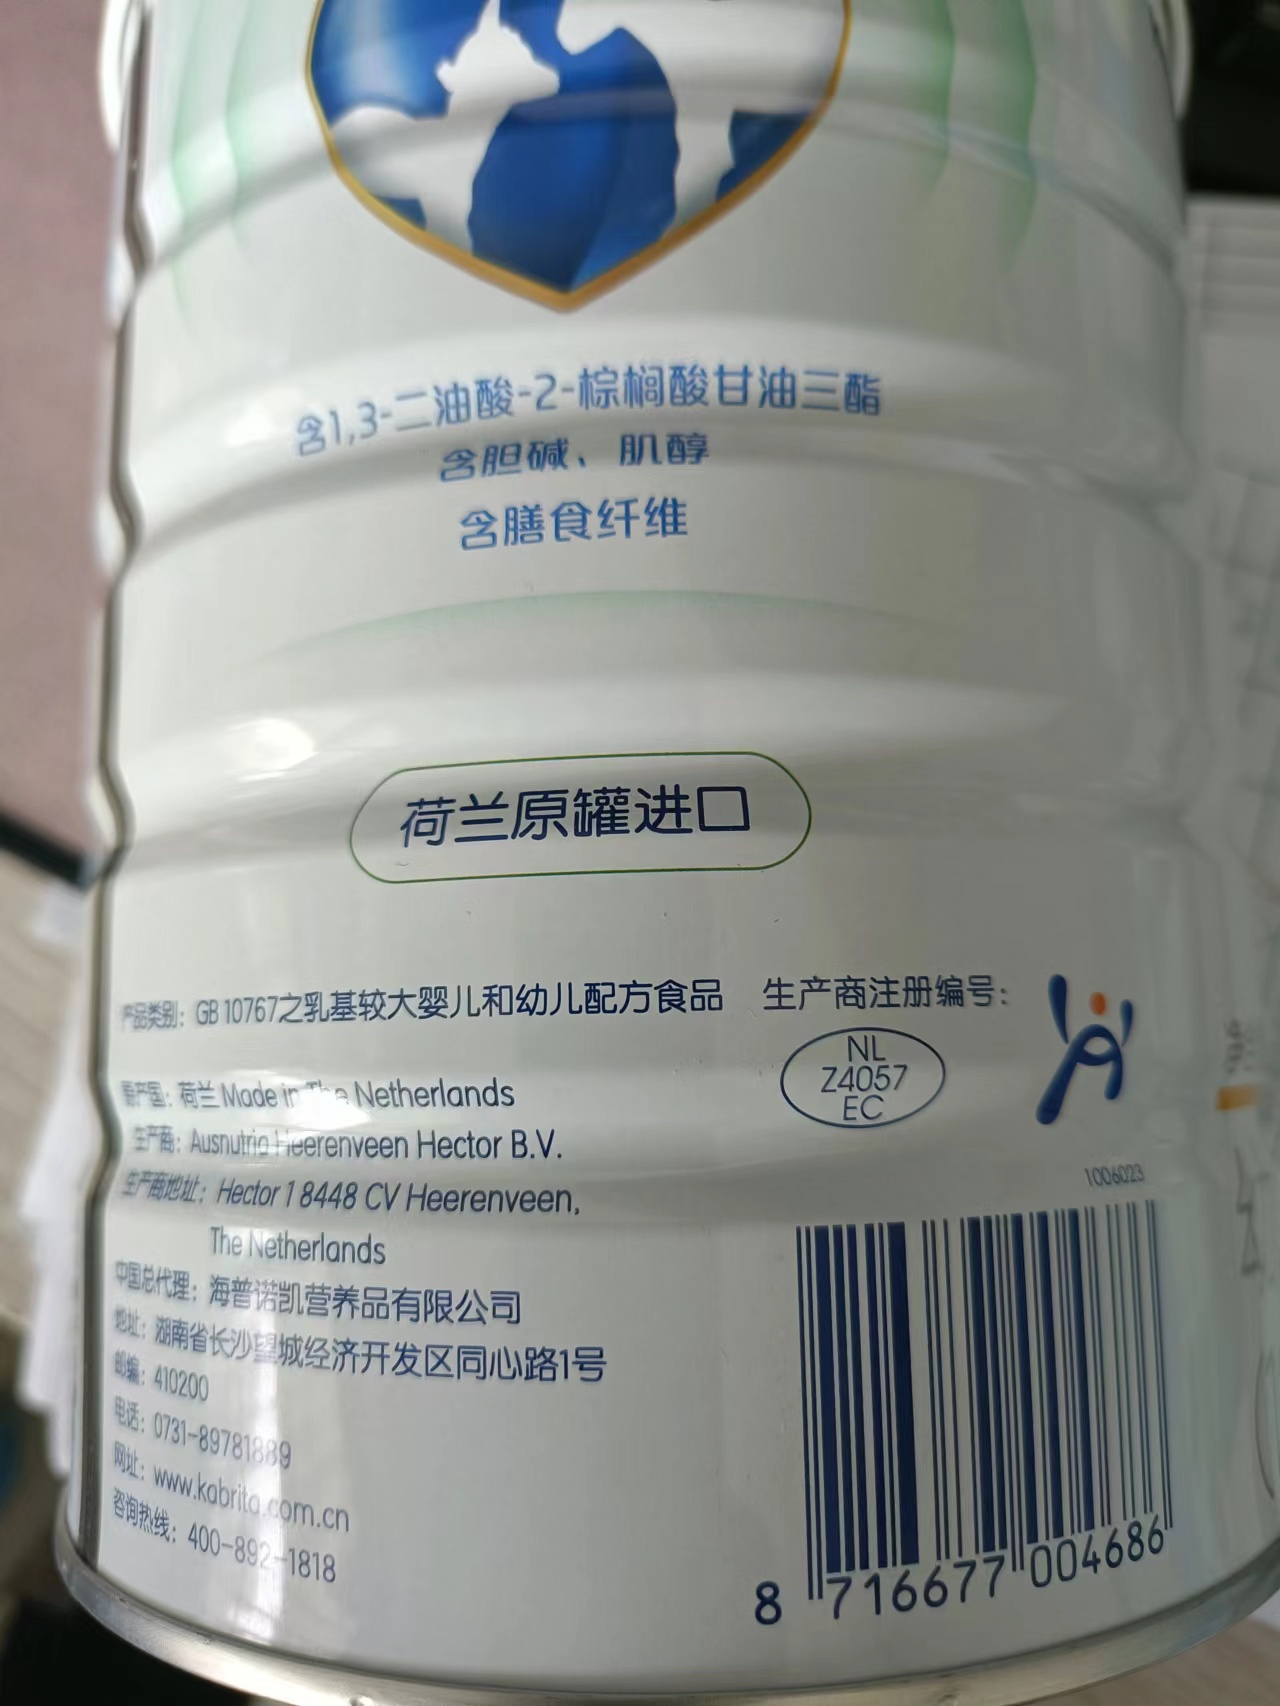 含1,3-二油酸-2-棕榈酸甘油三酯
含胆碱、肌醇
含膳食纤维
荷兰原罐进口
产品类别：GB 10767之乳基较大婴儿和幼儿配方食品 生产商注册编号：
NL
Z4057
EC
原产国：荷兰 Made in The Netherlands
生产商：Ausnutria Heerenveen Hector B.V.
生产商地址：Hector 1 8448 CV Heerenveen,
The Netherlands
中国总代理：海普诺凯营养品有限公司
地址：湖南省长沙望城经济开发区同心路1号
邮编：410200
电话：0731-89781889
网址：www.kabrita.com.cn
咨询热线：400-892-1818
1006023
8 716677 004686